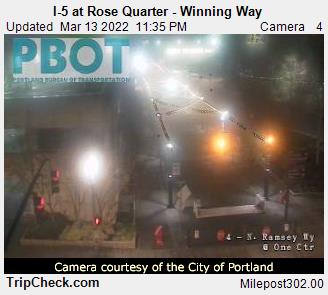 I-5 at Rose Quarter - Winning Way
Updated Mar 13 2022 11:35 PM Camera 4
PBOT
PORTLAND BUREAU OF TRANSPORTATION
4 - N. Ramsey Wy
@ One Ctr
Camera courtesy of the City of Portland
TripCheck.com Milepost302.00